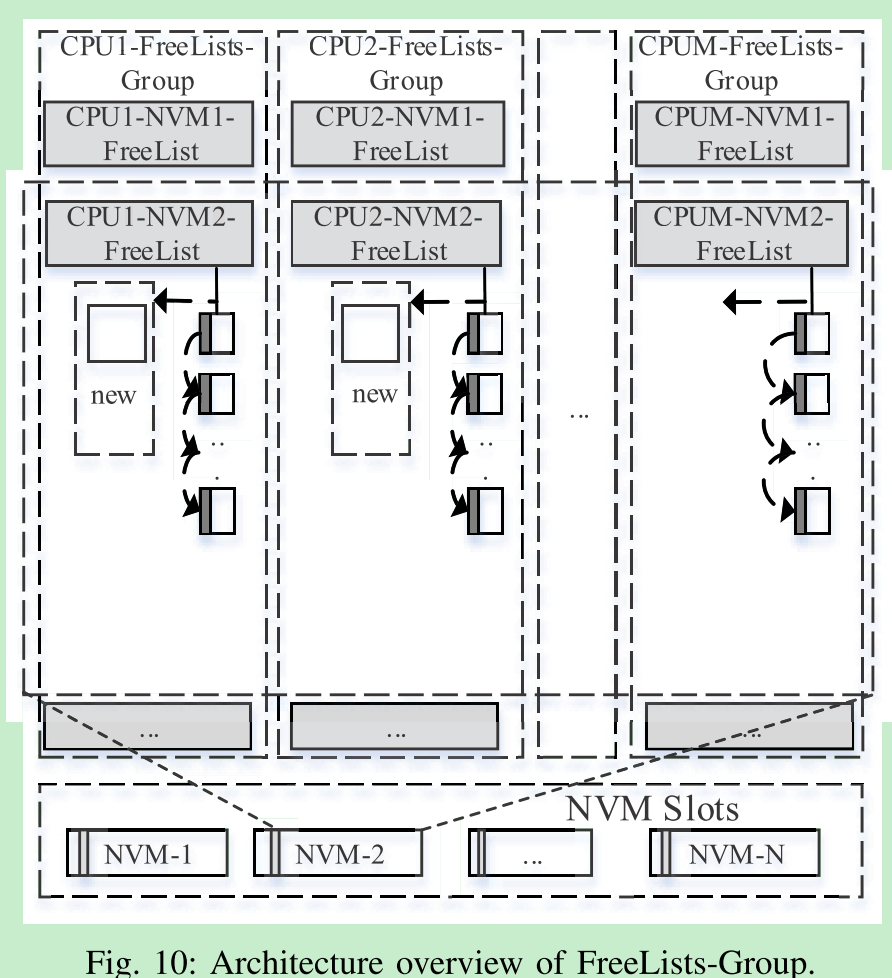 CPU1-FreeLists-
Group
CPU2-FreeLists-
Group
CPUM-FreeLists-
Group
CPU1-NVM1-
FreeList
CPU2-NVM1-
FreeList
CPUM-NVM1-
FreeList
CPU1-NVM2-
FreeList
CPU2-NVM2-
FreeList
CPUM-NVM2-
FreeList
new
new
...
...
...
...
...
...
...
NVM Slots
NVM-1
NVM-2
...
NVM-N
Fig. 10: Architecture overview of FreeLists-Group.